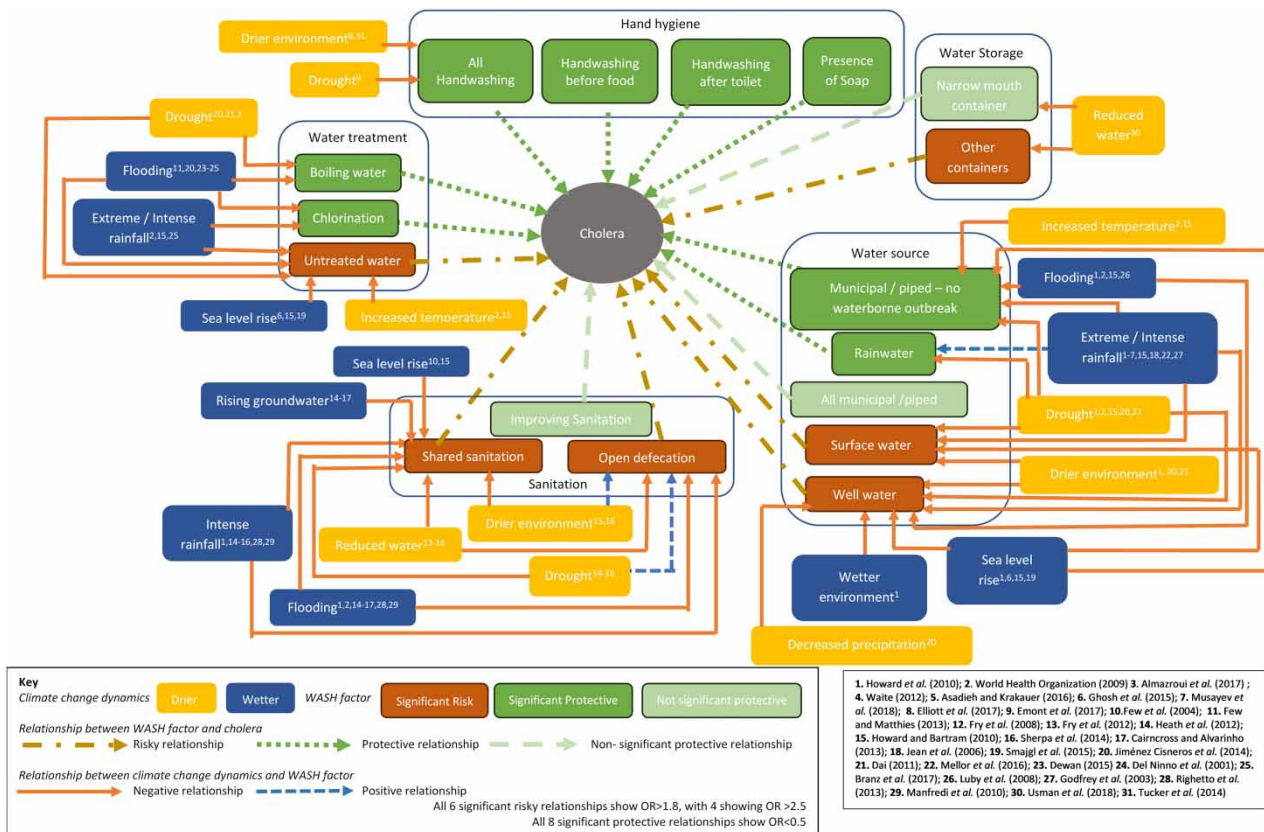 Hand hygiene
Drier environment8,31
Drought9
All
Handwashing
Handwashing
before food
Handwashing
after toilet
Presence
of Soap
Water Storage
Narrow mouth
container
Other
containers
Reduced
water30
Drought20,21,2
Flooding11,20,23-25
Extreme / Intense
rainfall2,15,25
Water treatment
Boiling water
Chlorination
Untreated water
Sea level rise6,15,19
Increased temperature2,15
Cholera
Increased temperature2,15
Water source
Municipal / piped – no
waterborne outbreak
Rainwater
All municipal /piped
Surface water
Well water
Flooding1,2,15,26
Extreme / Intense
rainfall1-7,15,18,22,27
Drought1,2,15,20,21
Drier environment1, 30,21
Sea level
rise1,6,15,19
Wetter
environment1
Decreased precipitation20
Sea level rise10,15
Rising groundwater14-17
Improving Sanitation
Shared sanitation
Open defecation
Sanitation
Intense
rainfall1,14-16,28,29
Drier environment13,16
Reduced water12-16
Drought14-16
Flooding1,2,14-17,28,29
Key
Climate change dynamics
Drier
Wetter
WASH factor
Significant Risk
Significant Protective
Not significant protective
Relationship between WASH factor and cholera
Risky relationship
Protective relationship
Non- significant protective relationship
Relationship between climate change dynamics and WASH factor
Negative relationship
Positive relationship
All 6 significant risky relationships show OR>1.8, with 4 showing OR >2.5
All 8 significant protective relationships show OR<0.5
1. Howard et al. (2010); 2. World Health Organization (2009) 3. Almazroui et al. (2017) ;
4. Waite (2012); 5. Asadieh and Krakauer (2016); 6. Ghosh et al. (2015); 7. Musayev et
al. (2018); 8. Elliott et al. (2017); 9. Emont et al. (2017); 10.Few et al. (2004); 11. Few
and Matthies (2013); 12. Fry et al. (2008); 13. Fry et al. (2012); 14. Heath et al. (2012);
15. Howard and Bartram (2010); 16. Sherpa et al. (2014); 17. Cairncross and Alvarinho
(2013); 18. Jean et al. (2006); 19. Smajgl et al. (2015); 20. Jiménez Cisneros et al. (2014);
21. Dai (2011); 22. Mellor et al. (2016); 23. Dewan (2015) 24. Del Ninno et al. (2001); 25.
Branz et al. (2017); 26. Luby et al. (2008); 27. Godfrey et al. (2003); 28. Righetto et al.
(2013); 29. Manfredi et al. (2010); 30. Usman et al. (2018); 31. Tucker et al. (2014)